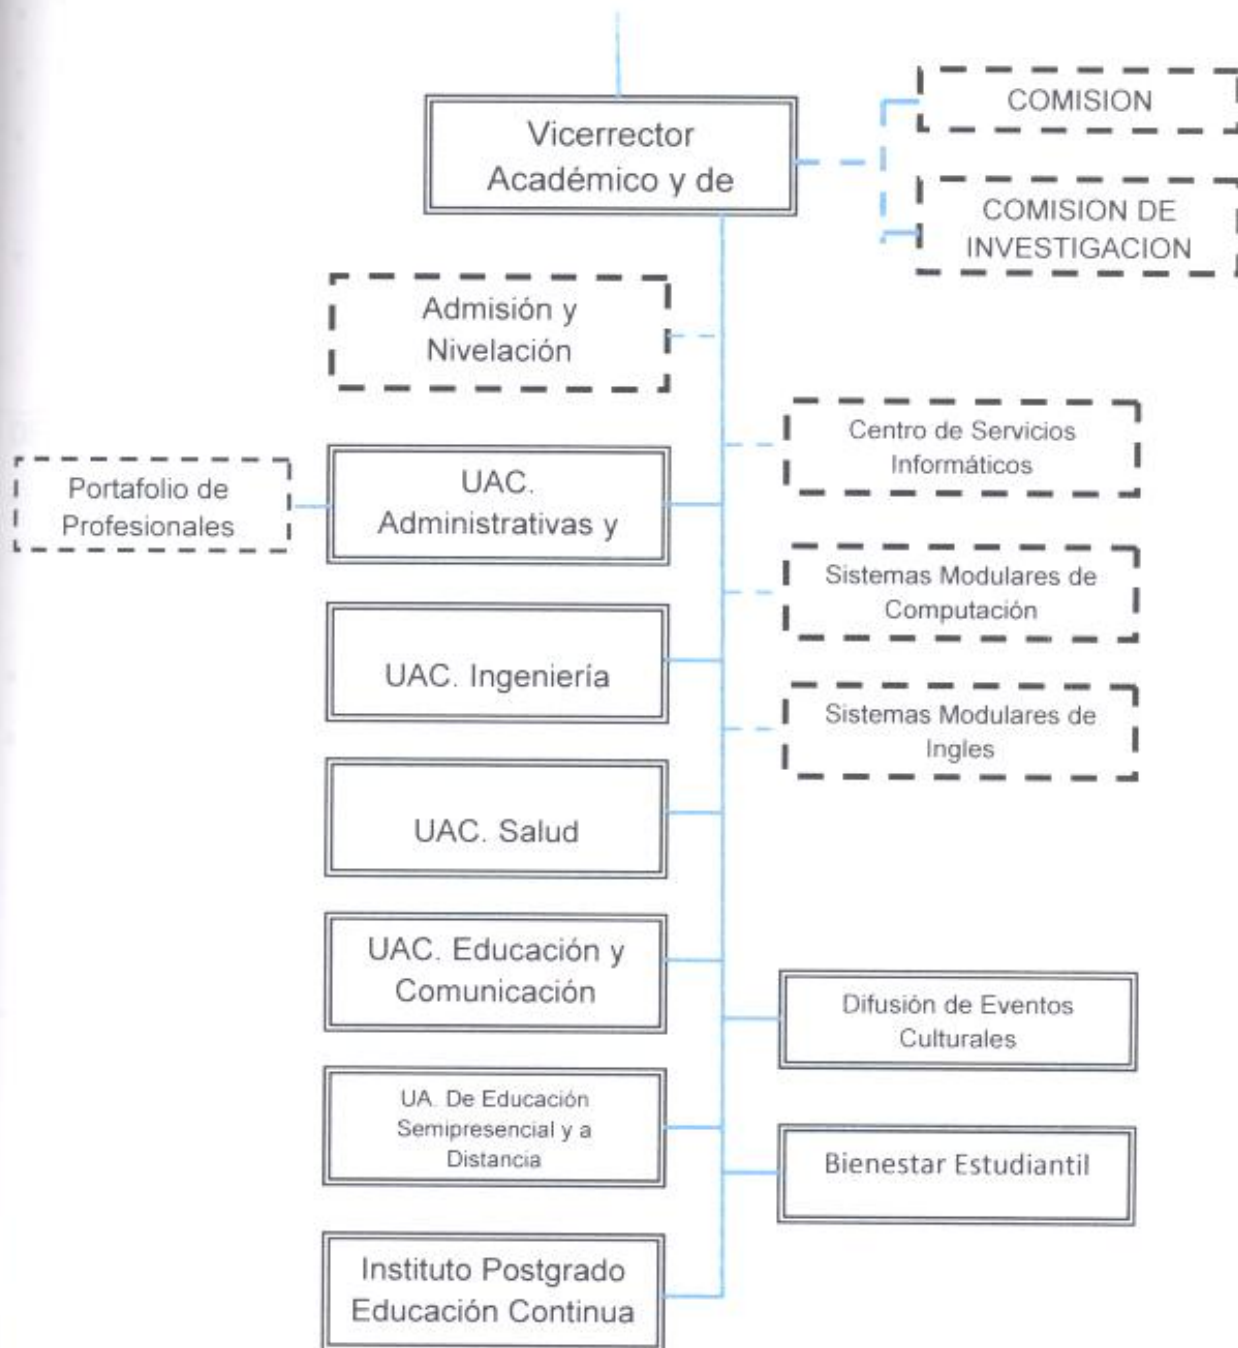 Vicerrector
Académico y de
COMISION
COMISION DE
INVESTIGACION
Admisión y
Nivelación
Centro de Servicios
Informáticos
Portafolio de
Profesionales
UAC.
Administrativas y
Sistemas Modulares de
Computación
UAC. Ingeniería
Sistemas Modulares de
Ingles
UAC. Salud
UAC. Educación y
Comunicación
Difusión de Eventos
Culturales
UA. De Educación
Semipresencial y a
Distancia
Bienestar Estudiantil
Instituto Postgrado
Educación Continua